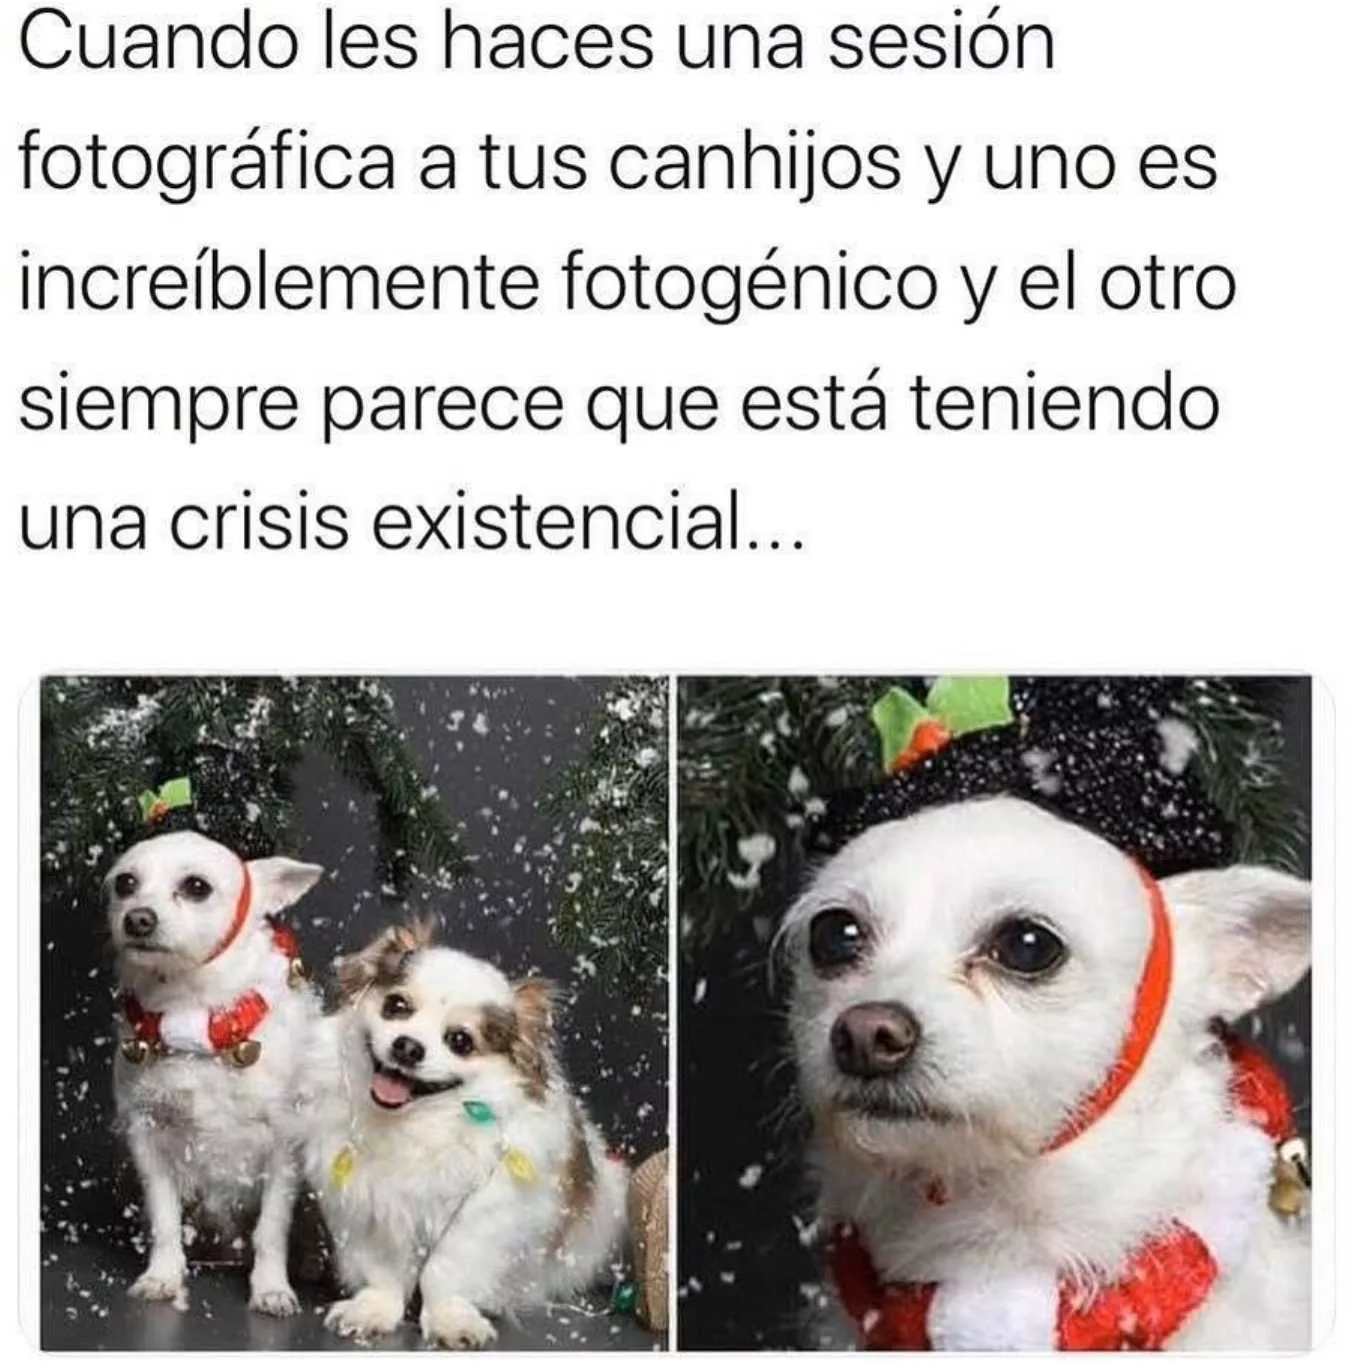 Cuando les haces una sesión
fotográfica a tus canhijos y uno es
increíblemente fotogénico y el otro
siempre parece que está teniendo
una crisis existencial...